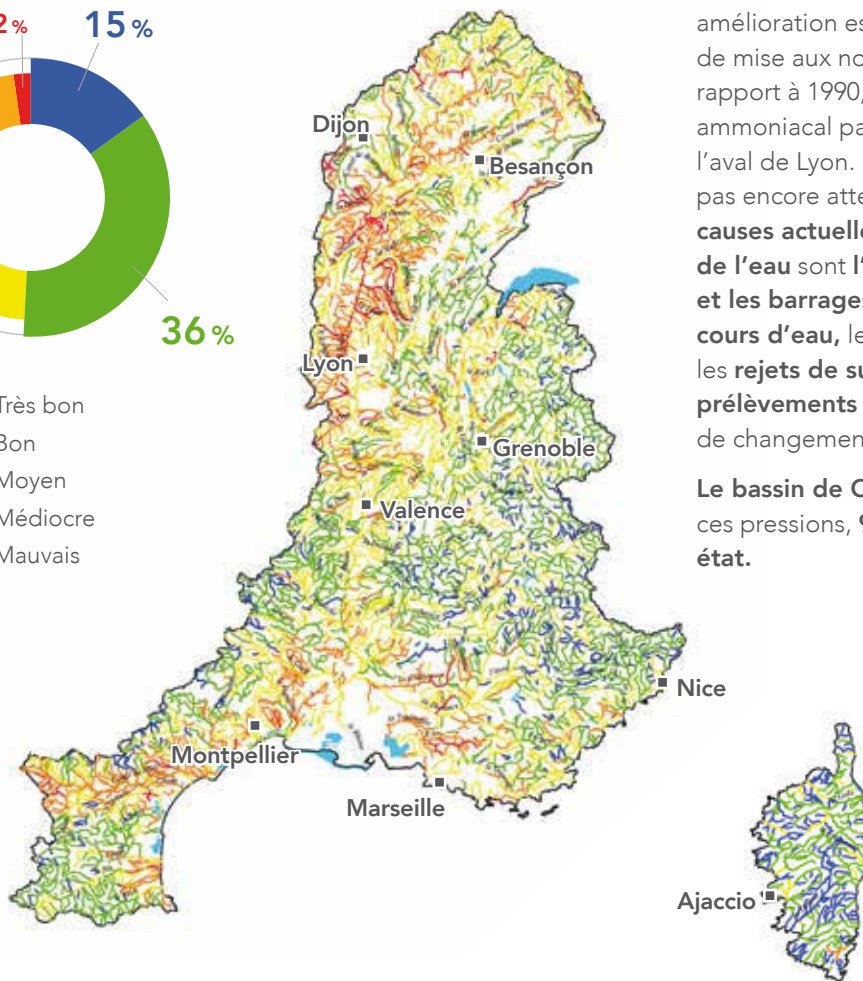 2 %
15 %
36 %
Très bon
Bon
Moyen
Médiocre
Mauvais
Dijon
Besançon
Lyon
Grenoble
Valence
Nice
Montpellier
Marseille
Ajaccio
amélioration es
de mise aux no
rapport à 1990,
ammoniacal pa
l'aval de Lyon.
pas encore atte
causes actuelle
de l'eau sont l'
et les barrages
cours d'eau, le
les rejets de su
prélèvements
de changemen
Le bassin de C
ces pressions, 9
état.